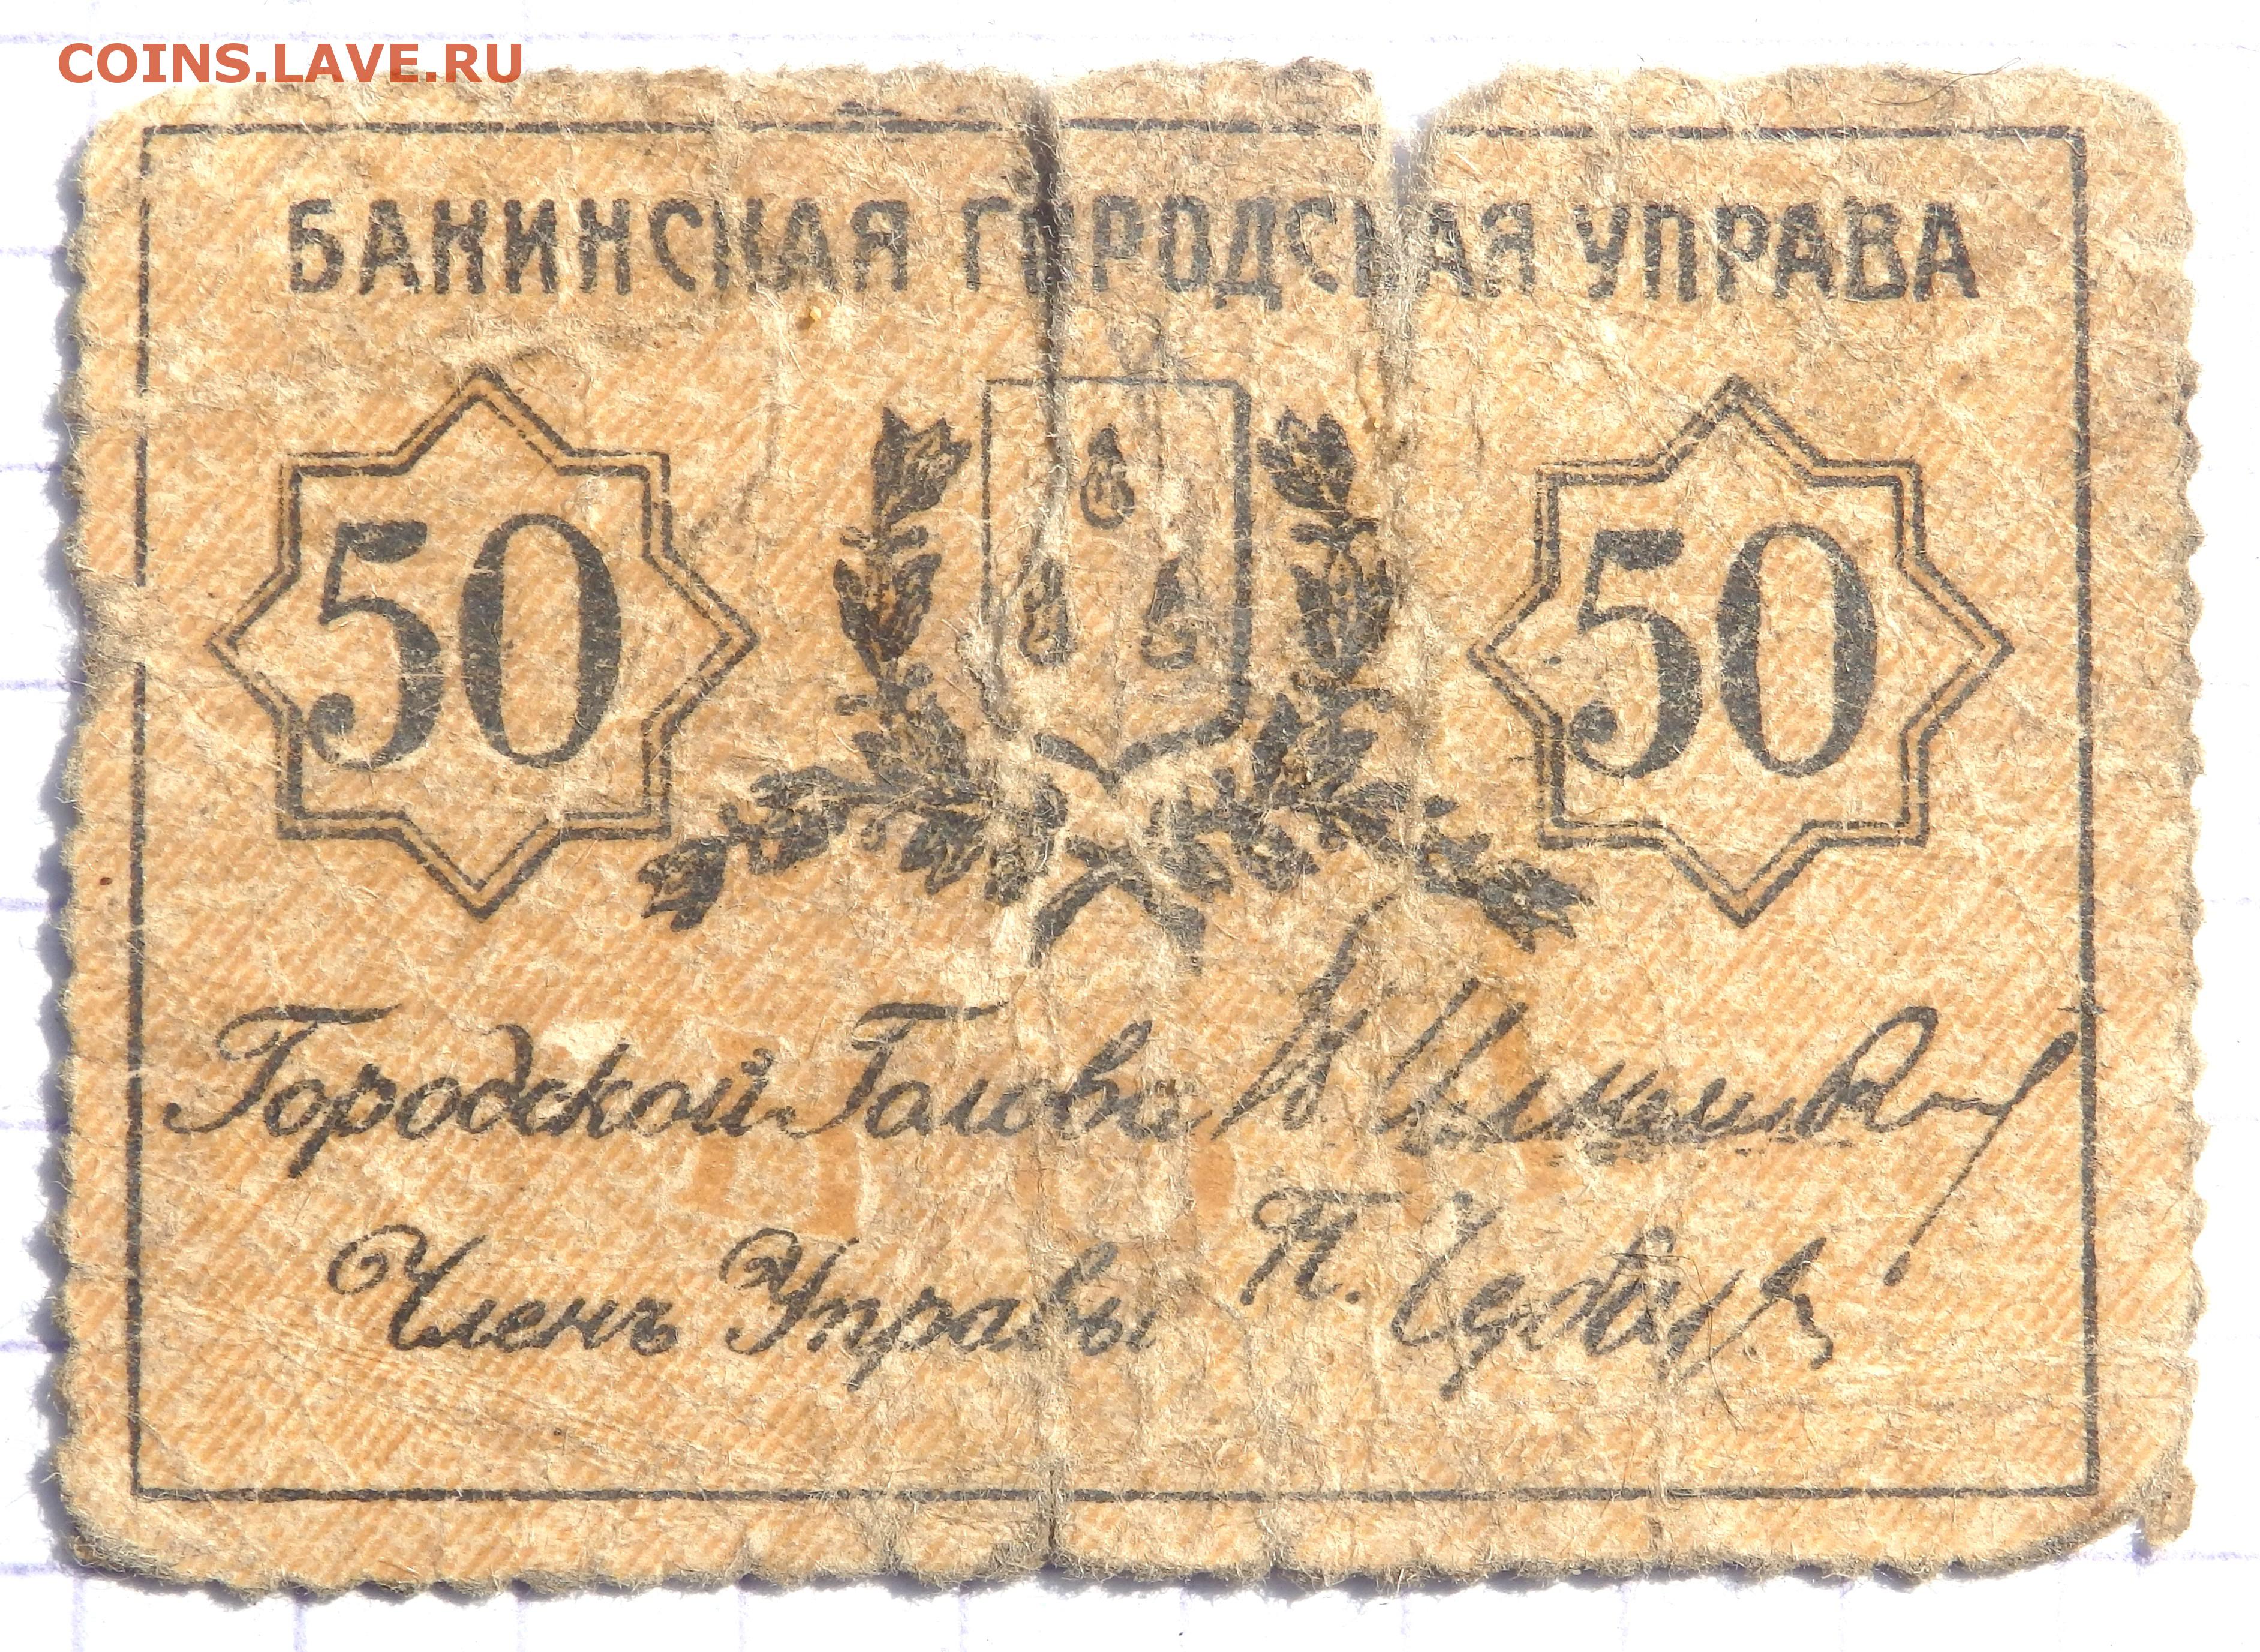 COINS.LAVE.RU
БАКИНСКАЯ ГОРОДСКАЯ УПРАВА
50 50
Городской Голова
Членъ Управы П.